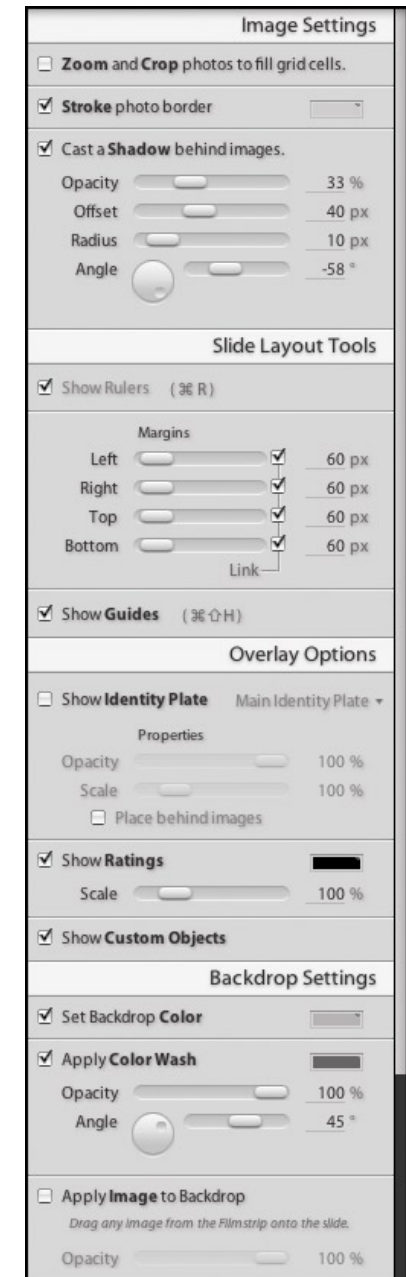 Image Settings
Zoom and Crop photos to fill grid cells.
Stroke photo border
Cast a Shadow behind images.
Opacity 33 %
Offset 40 px
Radius 10 px
Angle -58 °
Slide Layout Tools
Show Rulers (⌘ R)
Margins
Left 60 px
Right 60 px
Top 60 px
Bottom 60 px
Link
Show Guides (⌘⇧H)
Overlay Options
Show Identity Plate Main Identity Plate
Properties
Opacity 100 %
Scale 100 %
Place behind images
Show Ratings
Scale 100 %
Show Custom Objects
Backdrop Settings
Set Backdrop Color
Apply Color Wash
Opacity 100 %
Angle 45 °
Apply Image to Backdrop
Drag any image from the Filmstrip onto the slide.
Opacity 100 %